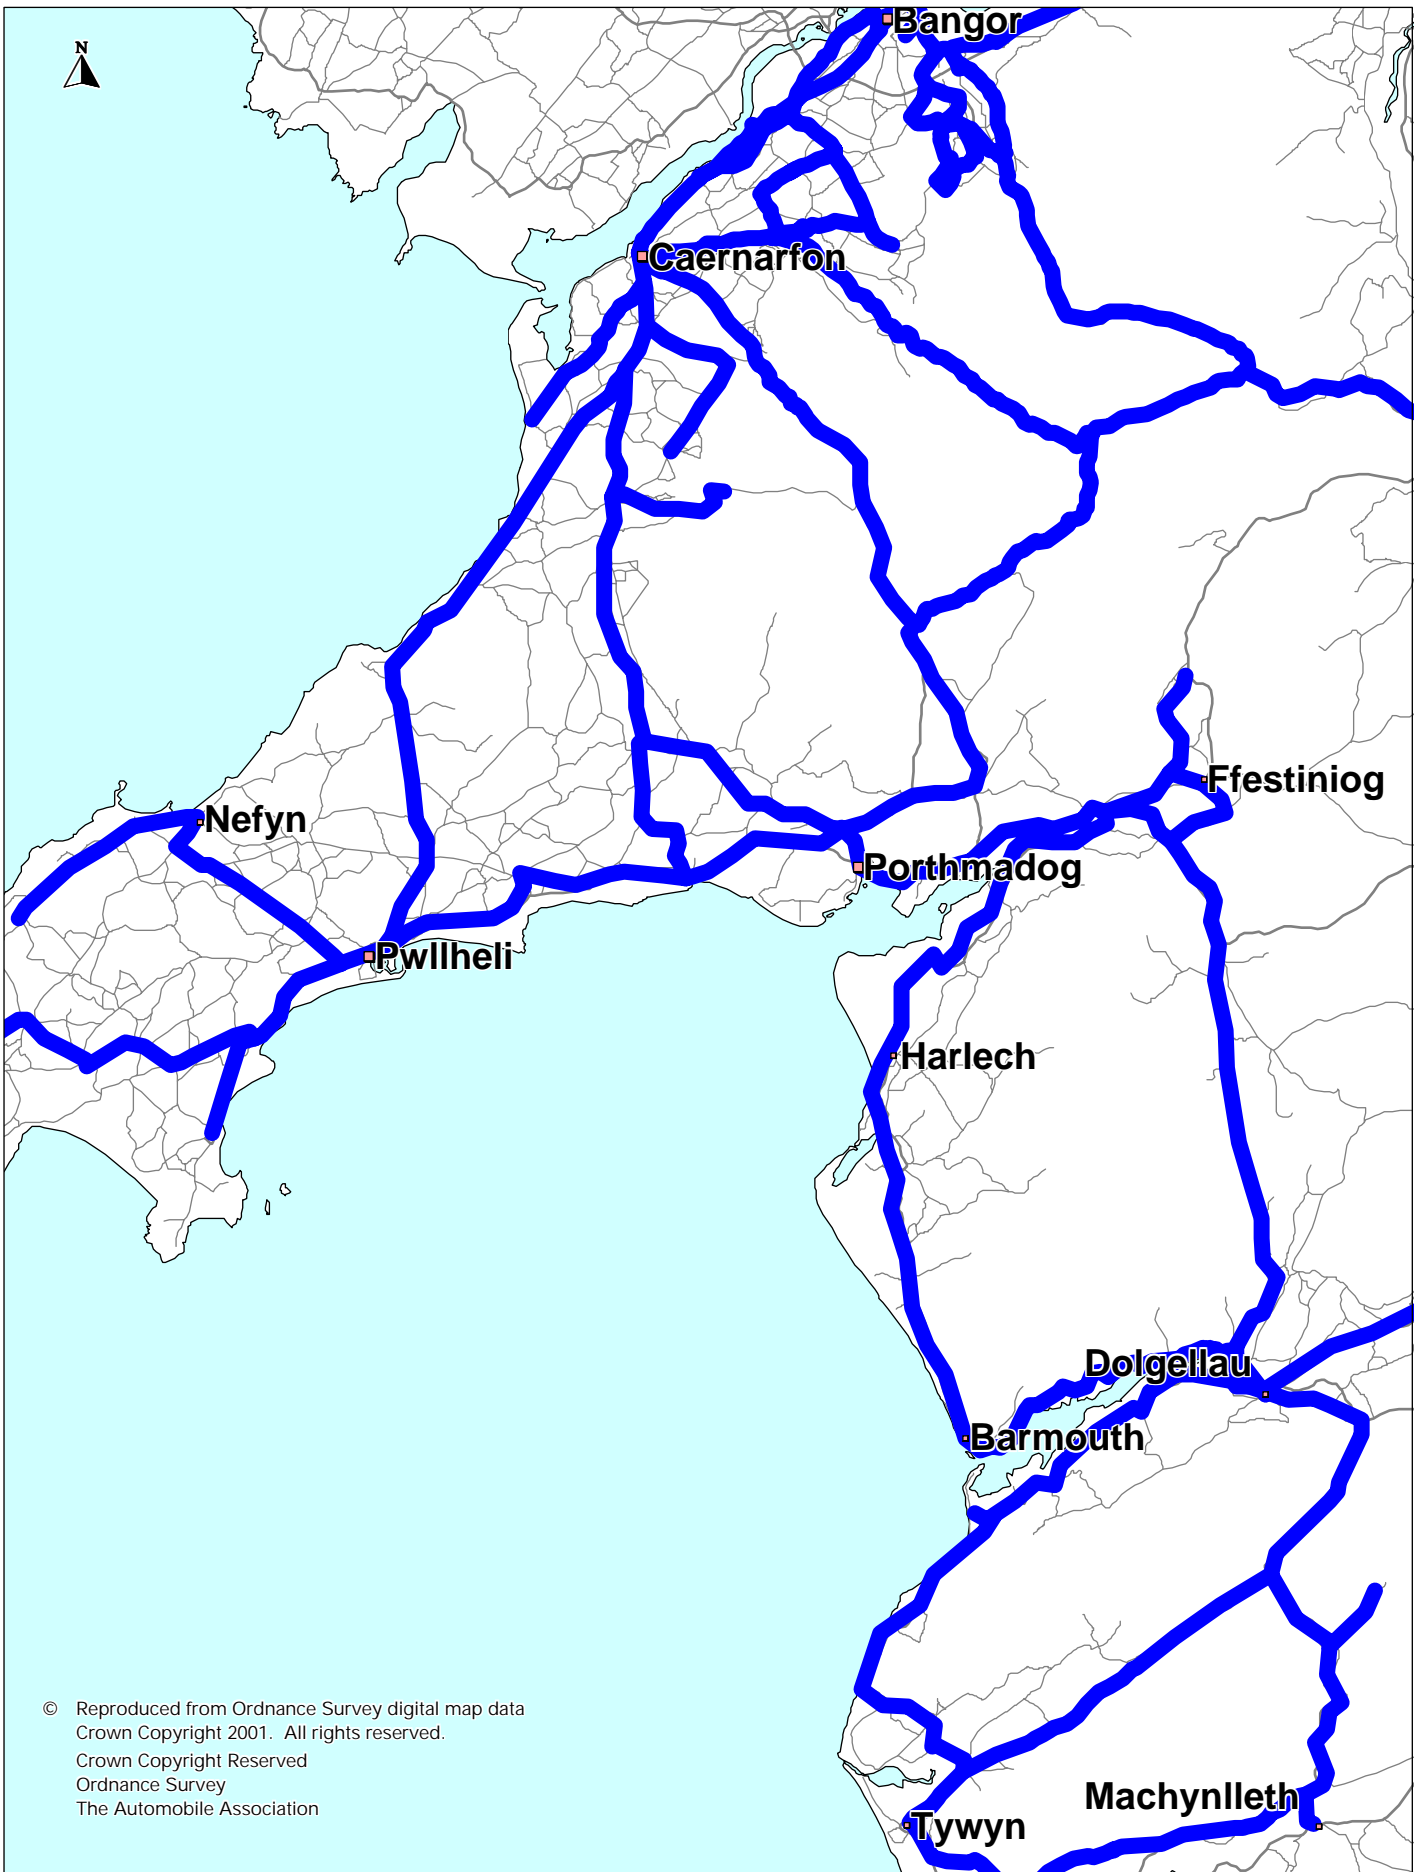 Bangor
N
Caernarfon
Ffestiniog
Nefyn
Porthmadog
Pwllheli
Harlech
Dolgellau
Barmouth
© Reproduced from Ordnance Survey digital map data
Crown Copyright 2001. All rights reserved.
Crown Copyright Reserved
Ordnance Survey
The Automobile Association
Machynlleth
Tywyn